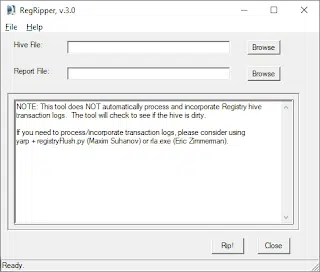 RegRipper, v.3.0
File Help
Hive File: Browse
Report File: Browse
NOTE: This tool does NOT automatically process and incorporate Registry hive
transaction logs. The tool will check to see if the hive is dirty.
If you need to process/incorporate transaction logs, please consider using
yarp + registryFlush.py (Maxim Suhanov) or rla.exe (Eric Zimmerman).
Rip! Close
Ready.